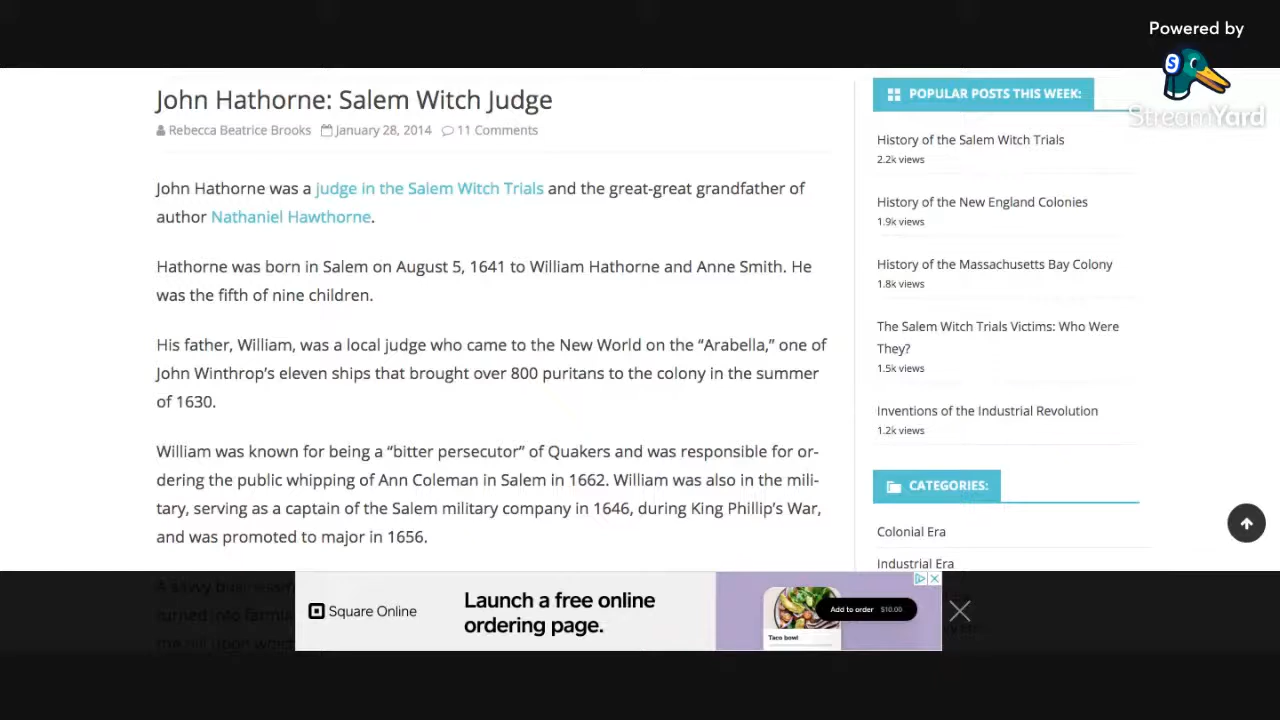 Powered by
StreamYard
John Hathorne: Salem Witch Judge
Rebecca Beatrice Brooks January 28, 2014 11 Comments
John Hathorne was a judge in the Salem Witch Trials and the great-great grandfather of
author Nathaniel Hawthorne.
Hathorne was born in Salem on August 5, 1641 to William Hathorne and Anne Smith. He
was the fifth of nine children.
His father, William, was a local judge who came to the New World on the “Arabella,” one of
John Winthrop’s eleven ships that brought over 800 puritans to the colony in the summer
of 1630.
William was known for being a “bitter persecutor” of Quakers and was responsible for or-
dering the public whipping of Ann Coleman in Salem in 1662. William was also in the mili-
tary, serving as a captain of the Salem military company in 1646, during King Phillip’s War,
and was promoted to major in 1656.
A savvy
turned into
the hill upon
POPULAR POSTS THIS WEEK:
History of the Salem Witch Trials
2.2k views
History of the New England Colonies
1.9k views
History of the Massachusetts Bay Colony
1.8k views
The Salem Witch Trials Victims: Who Were
They?
1.5k views
Inventions of the Industrial Revolution
1.2k views
CATEGORIES:
Colonial Era
Industrial Era
Square Online
Launch a free online
ordering page.
Add to order $10.00
Taco bowl